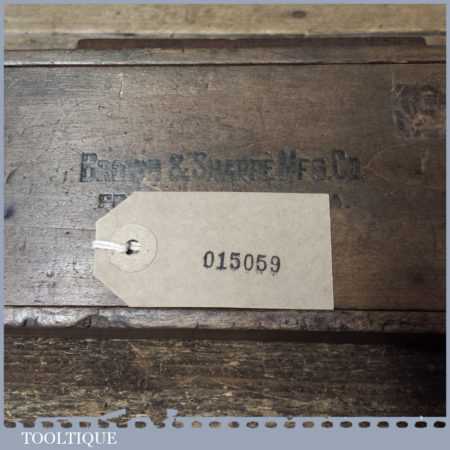 BROWN & SHARPE MFG. CO.
015059
TOOLTIQUE